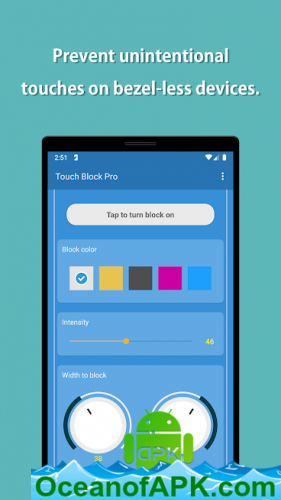 Prevent unintentional
touches on bezel-less devices.
2:51
Touch Block Pro
Tap to turn block on
Block color
Intensity
46
Width to block
38
APK
OceanofAPK.com